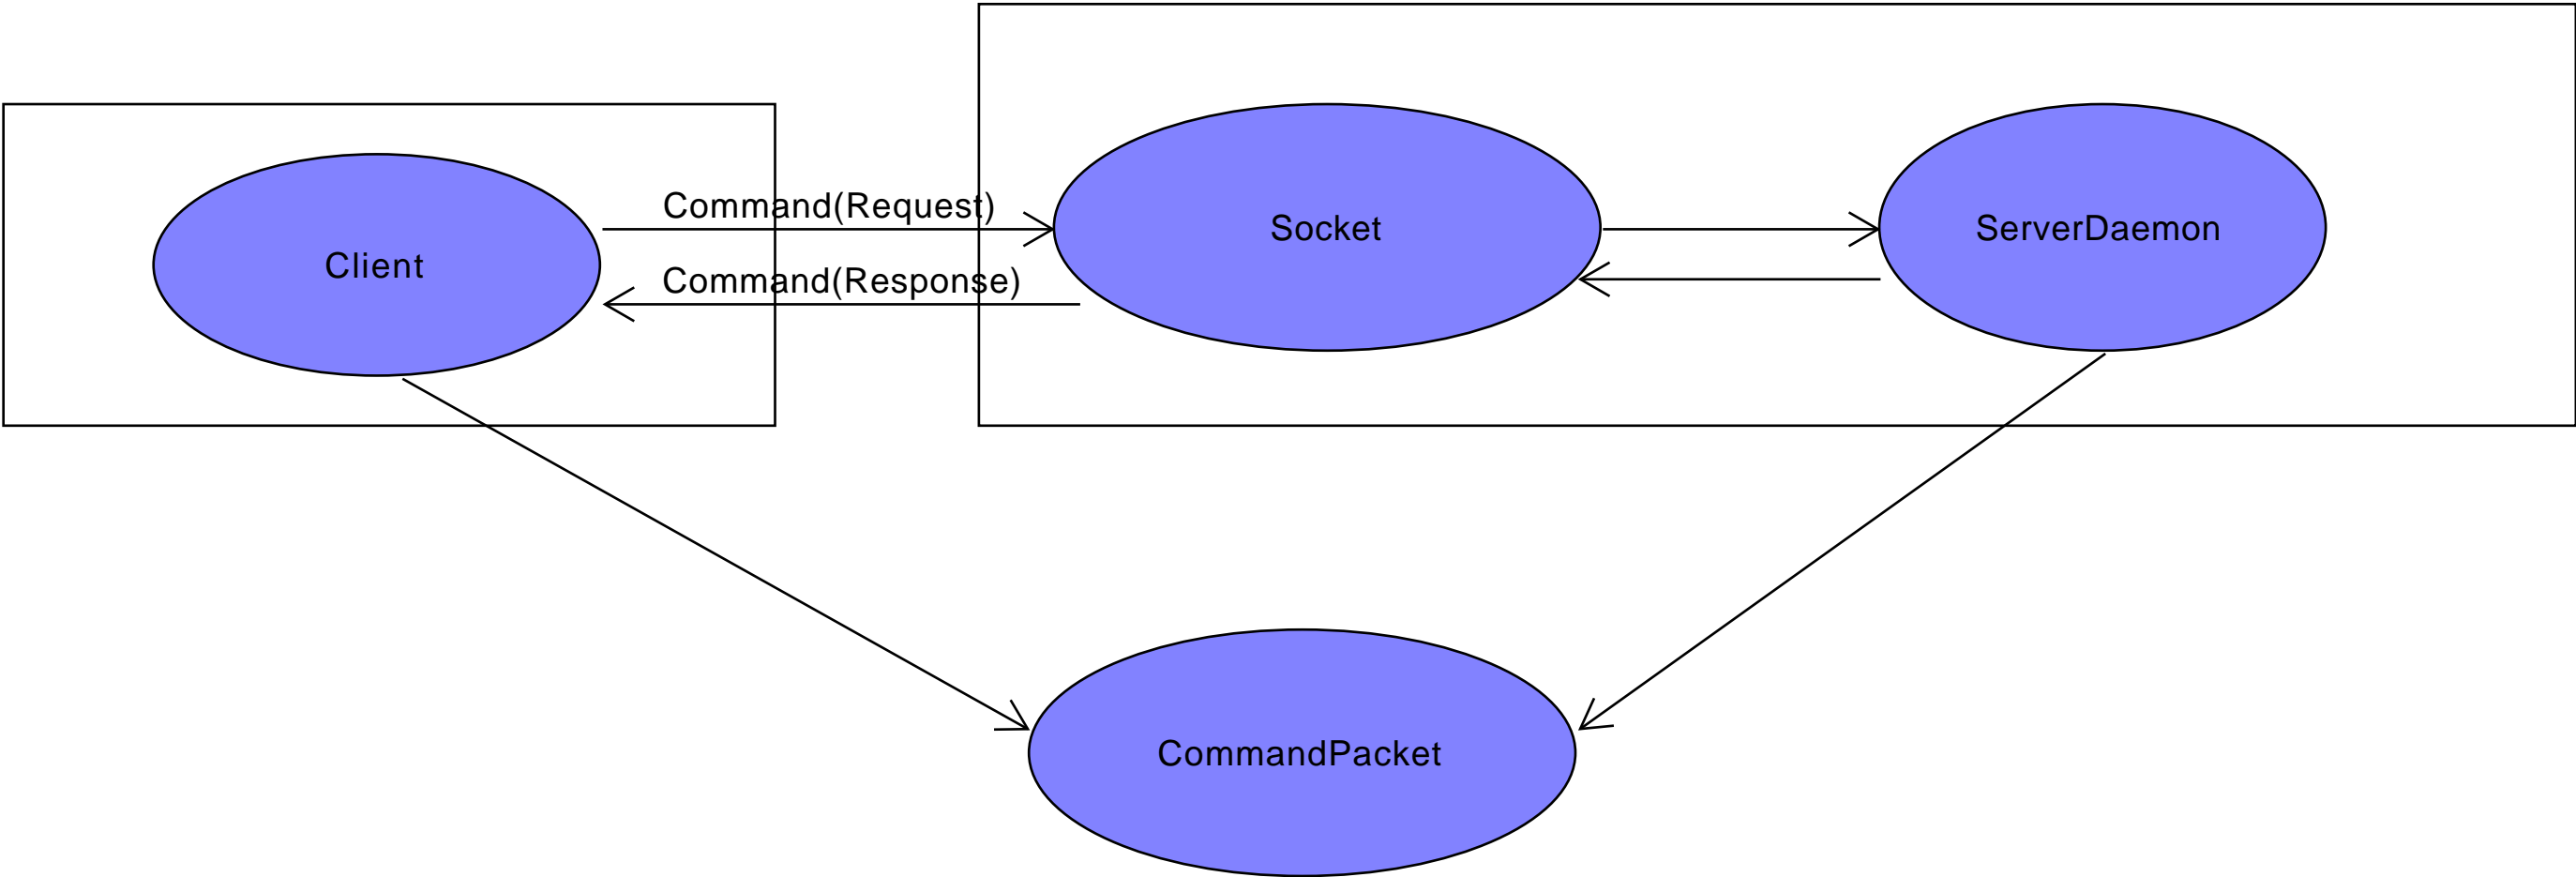 Command(Request)
Socket
ServerDaemon
Client
Command(Response)
CommandPacket